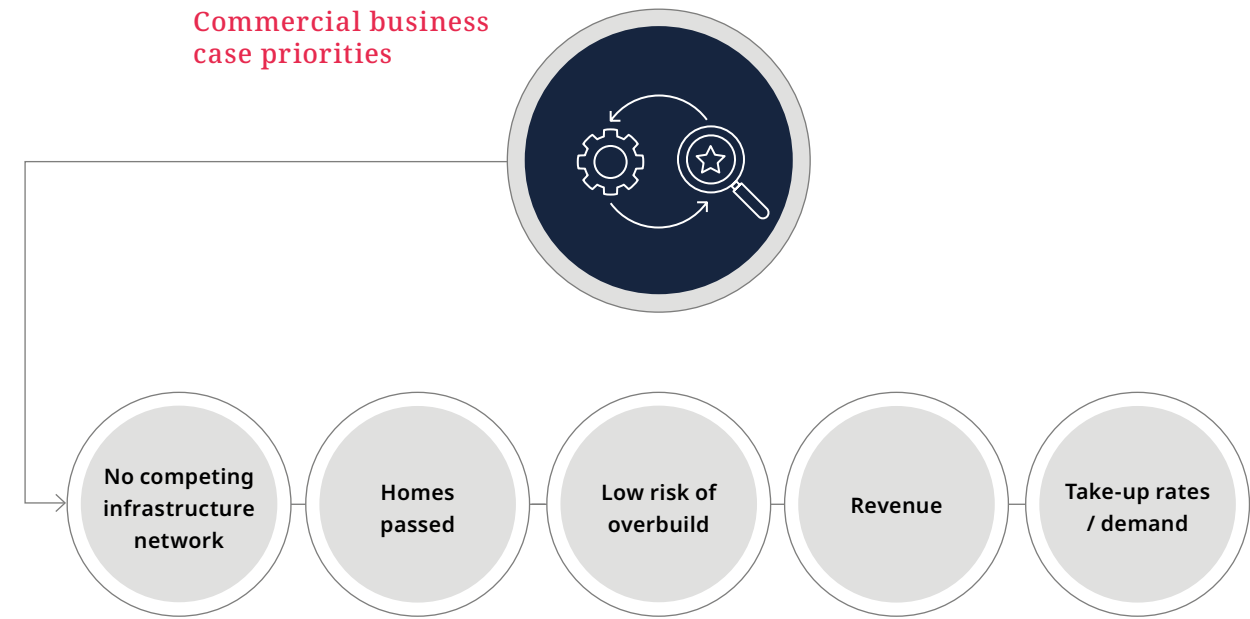 Commercial business
case priorities
No competing
infrastructure
network
Homes
passed
Low risk of
overbuild
Revenue
Take-up rates
/ demand